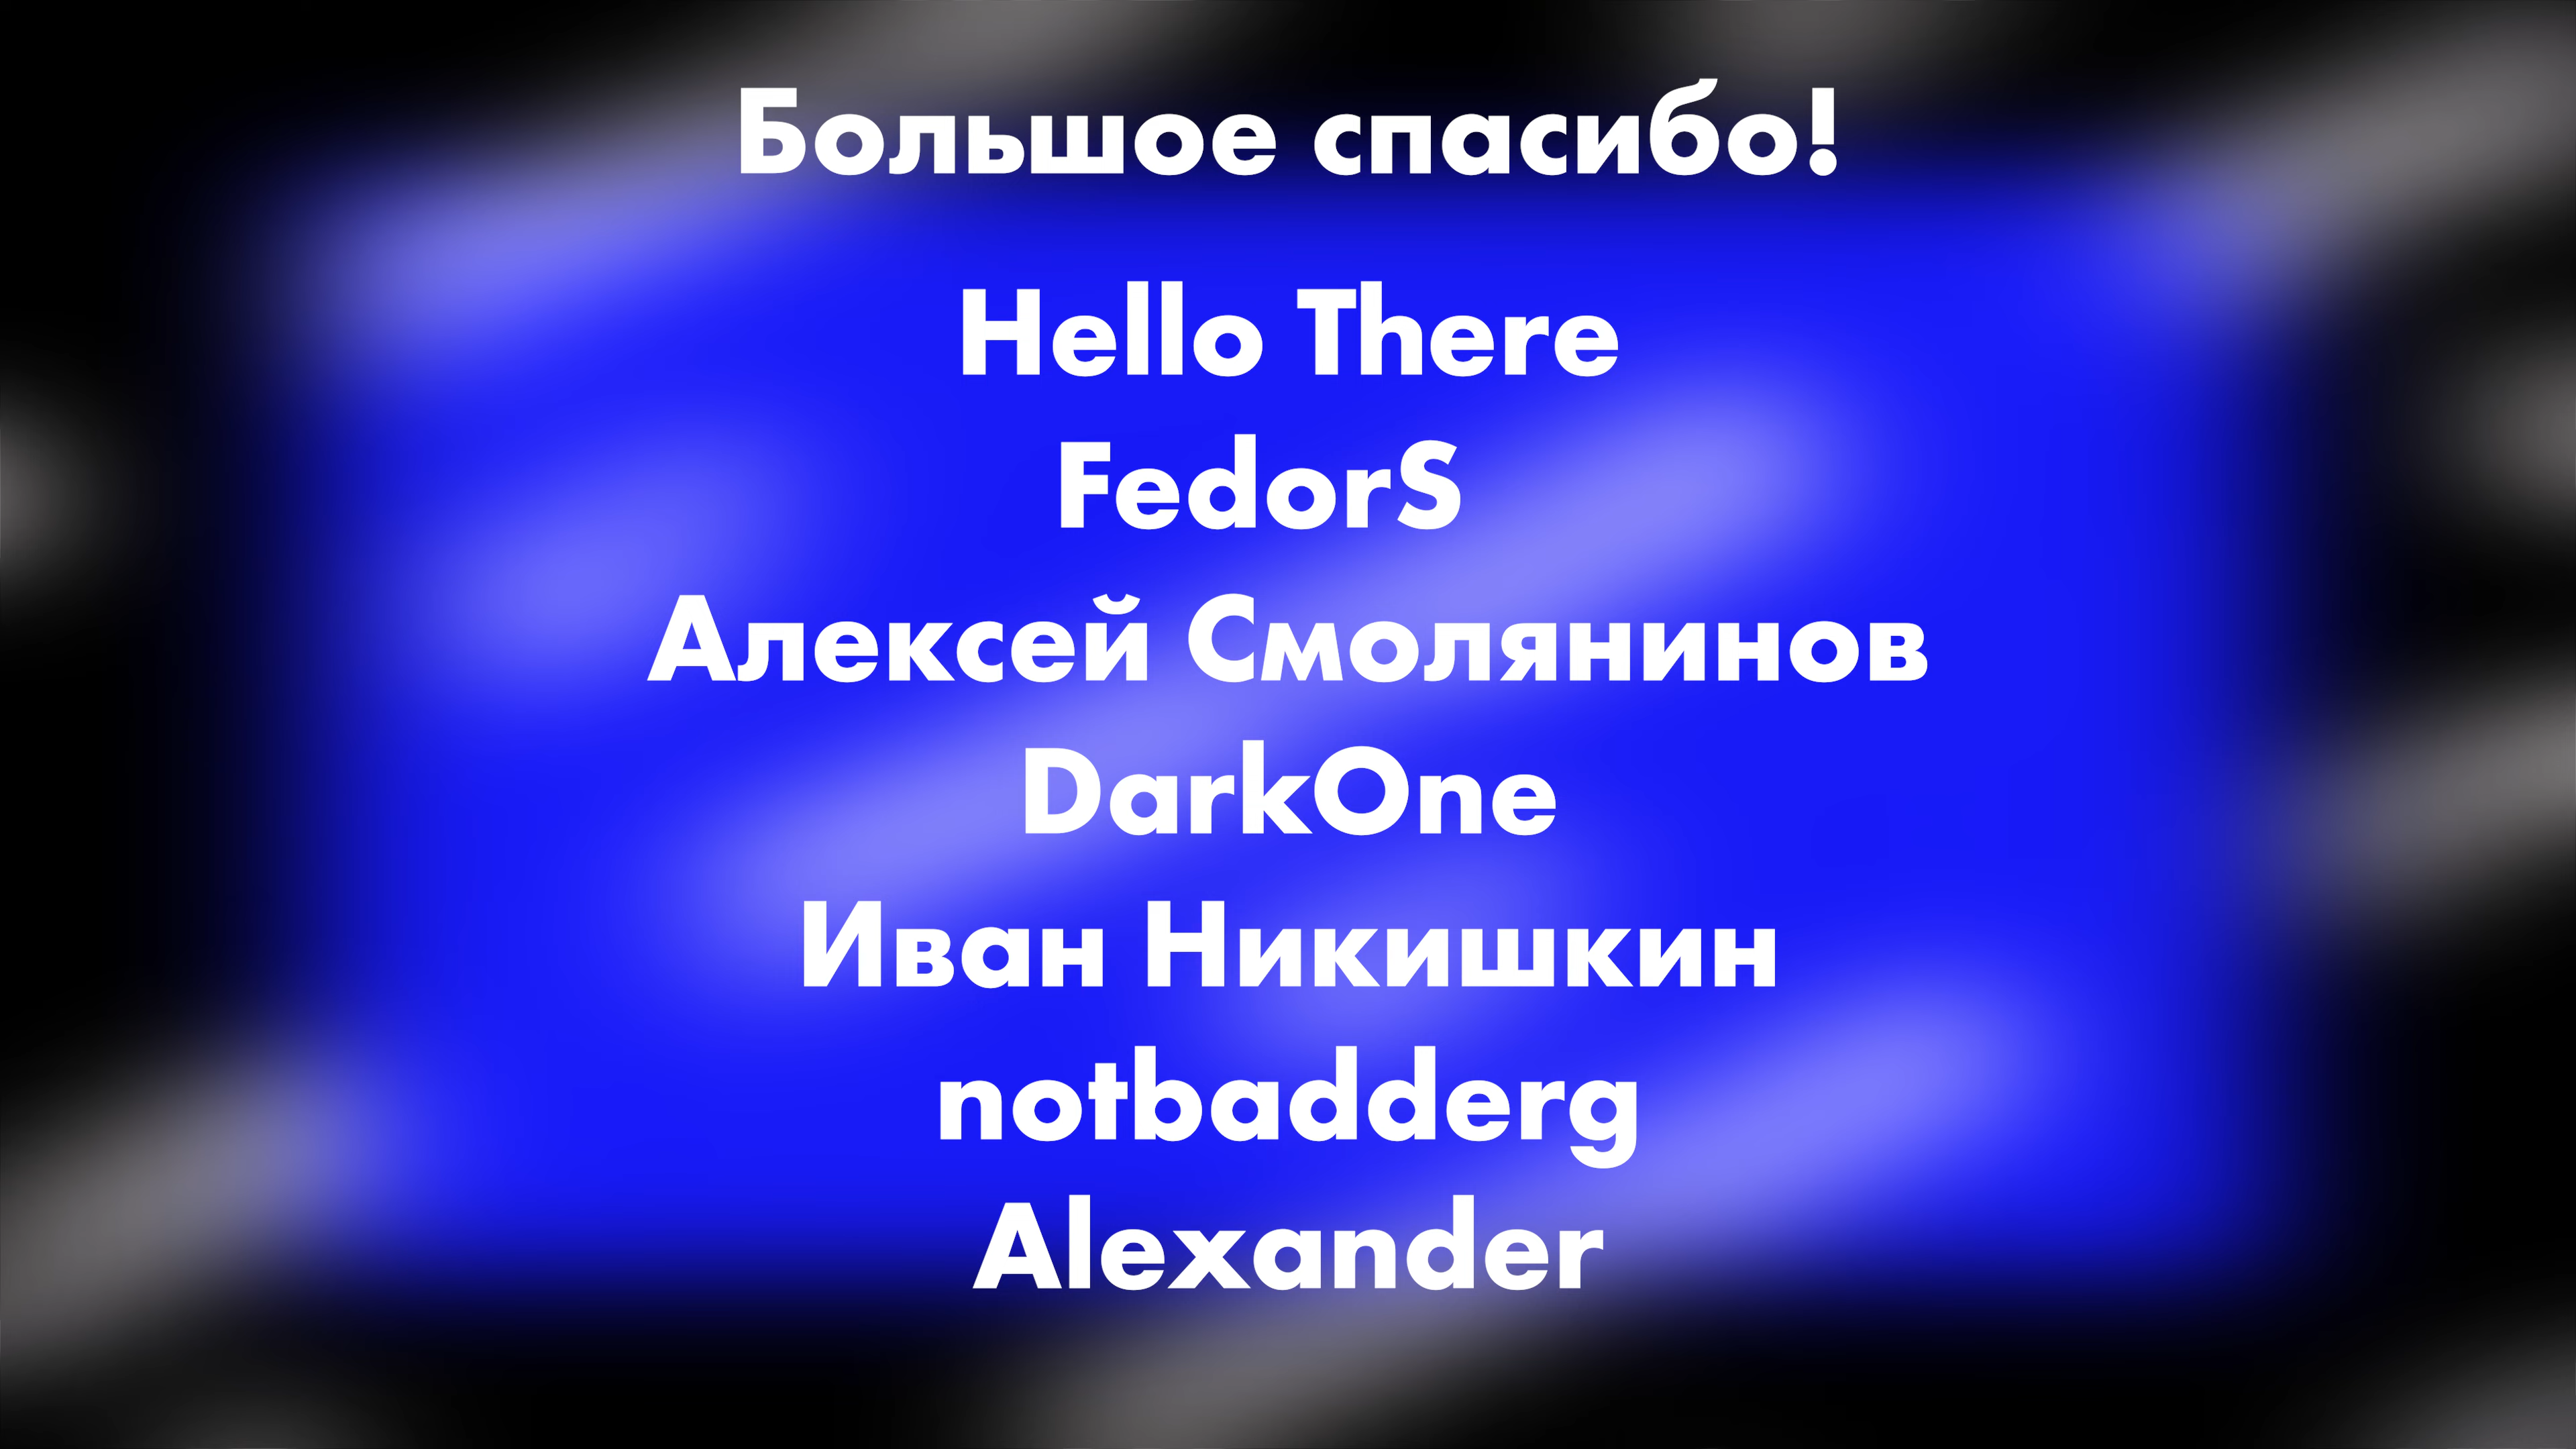 Большое спасибо!
Hello There
FedorS
Алексей Смолянинов
DarkOne
Иван Никишкин
notbadderg
Alexander